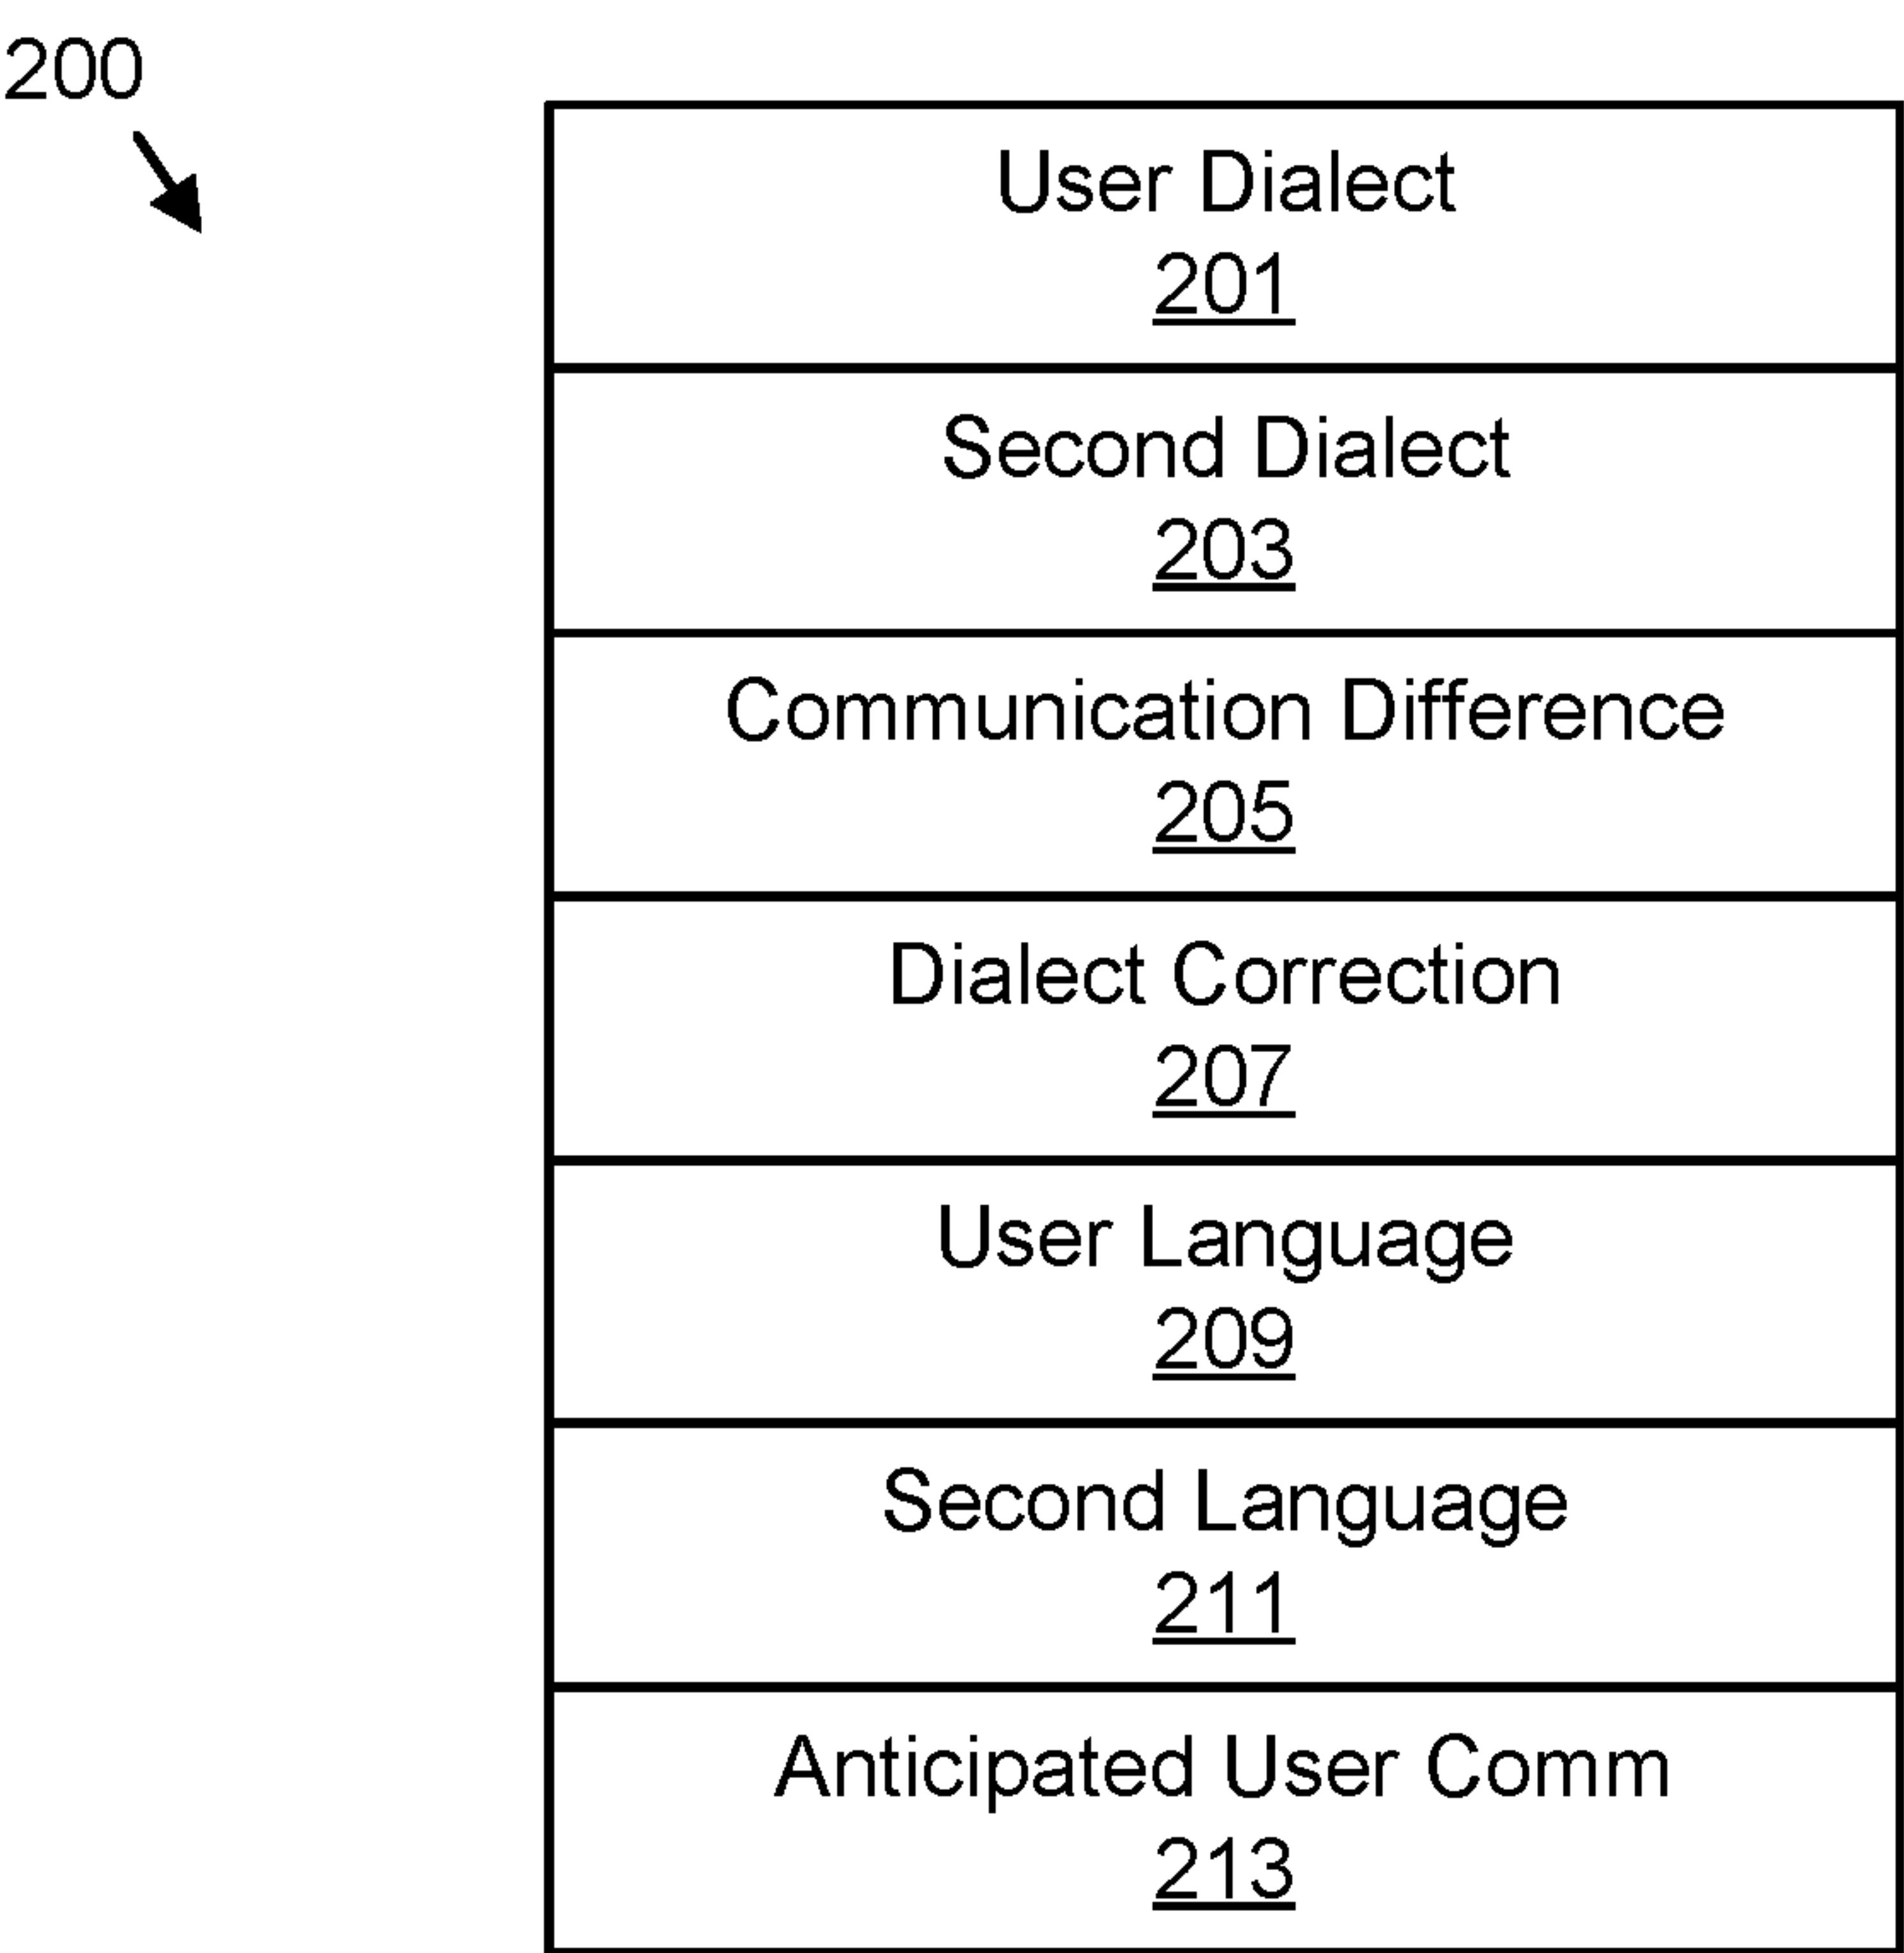 200
User Dialect
201
Second Dialect
203
Communication Difference
205
Dialect Correction
207
User Language
209
Second Language
211
Anticipated User Comm
213